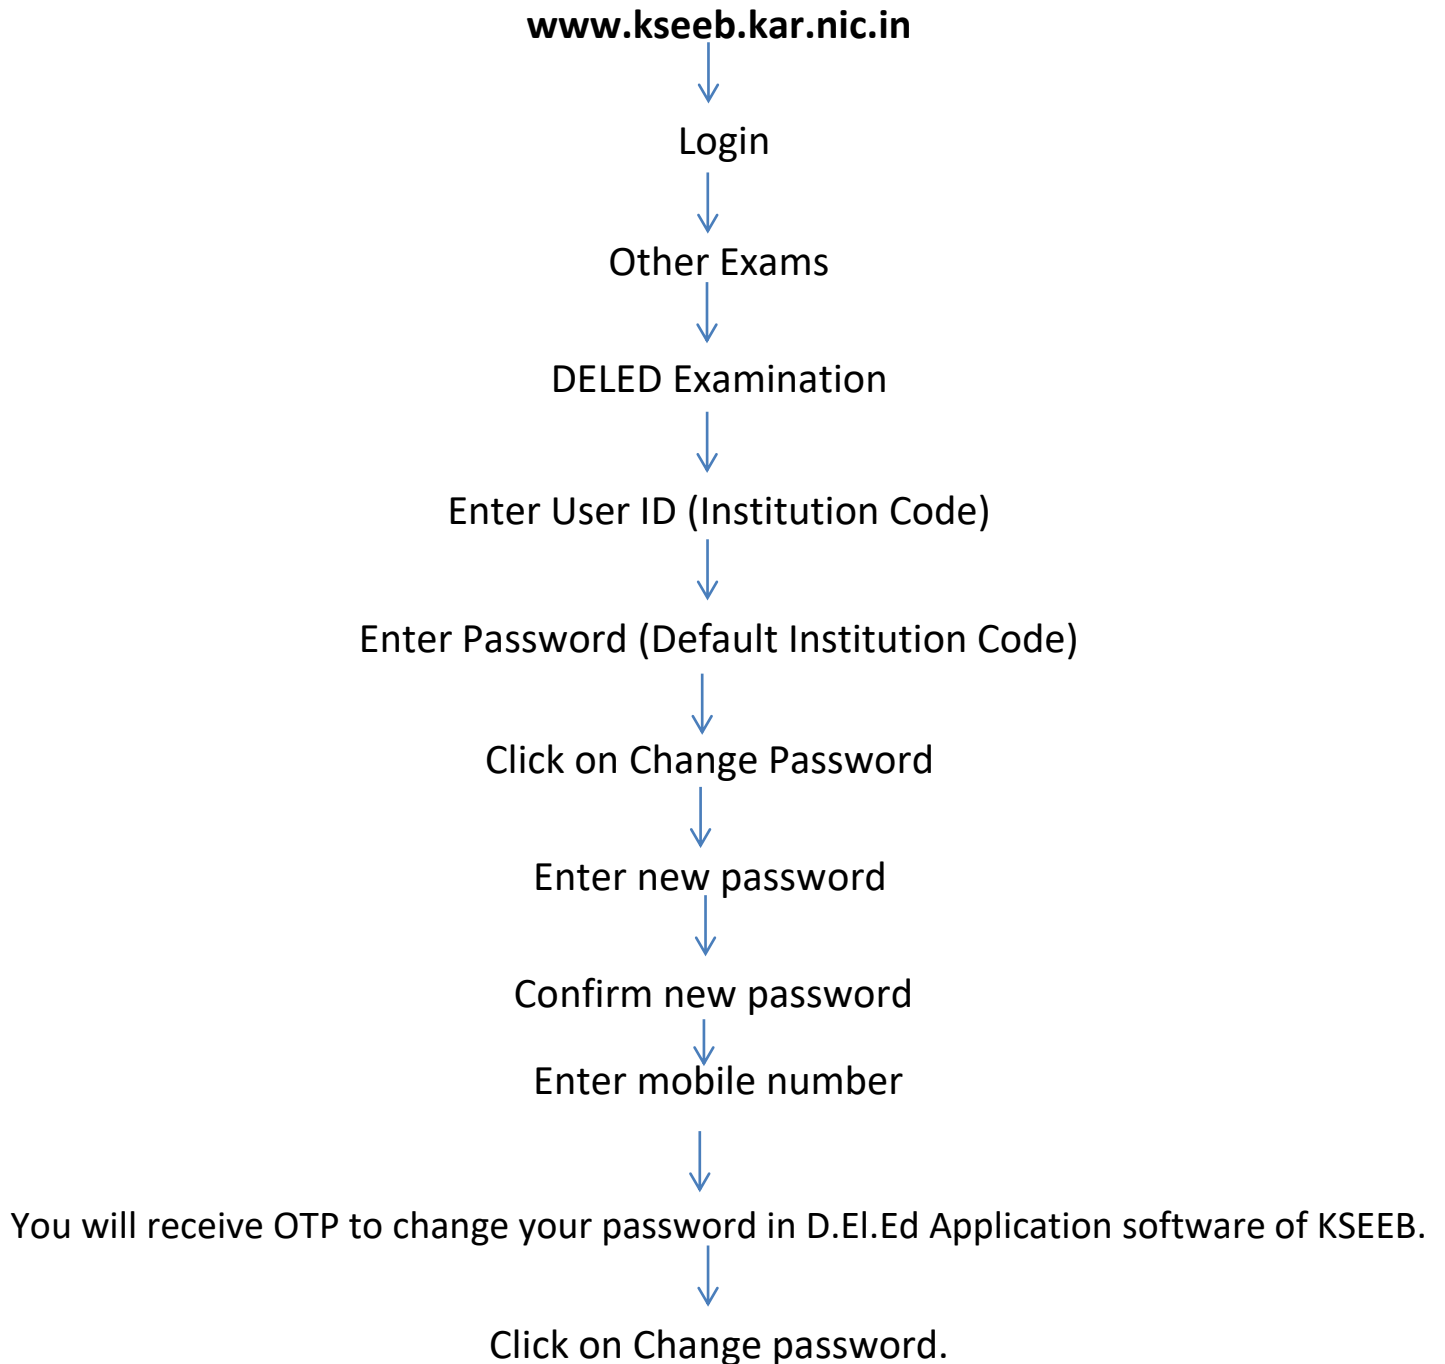 www.kseeb.kar.nic.in
Login
Other Exams
DELED Examination
Enter User ID (Institution Code)
Enter Password (Default Institution Code)
Click on Change Password
Enter new password
Confirm new password
Enter mobile number
You will receive OTP to change your password in D.El.Ed Application software of KSEEB.
Click on Change password.